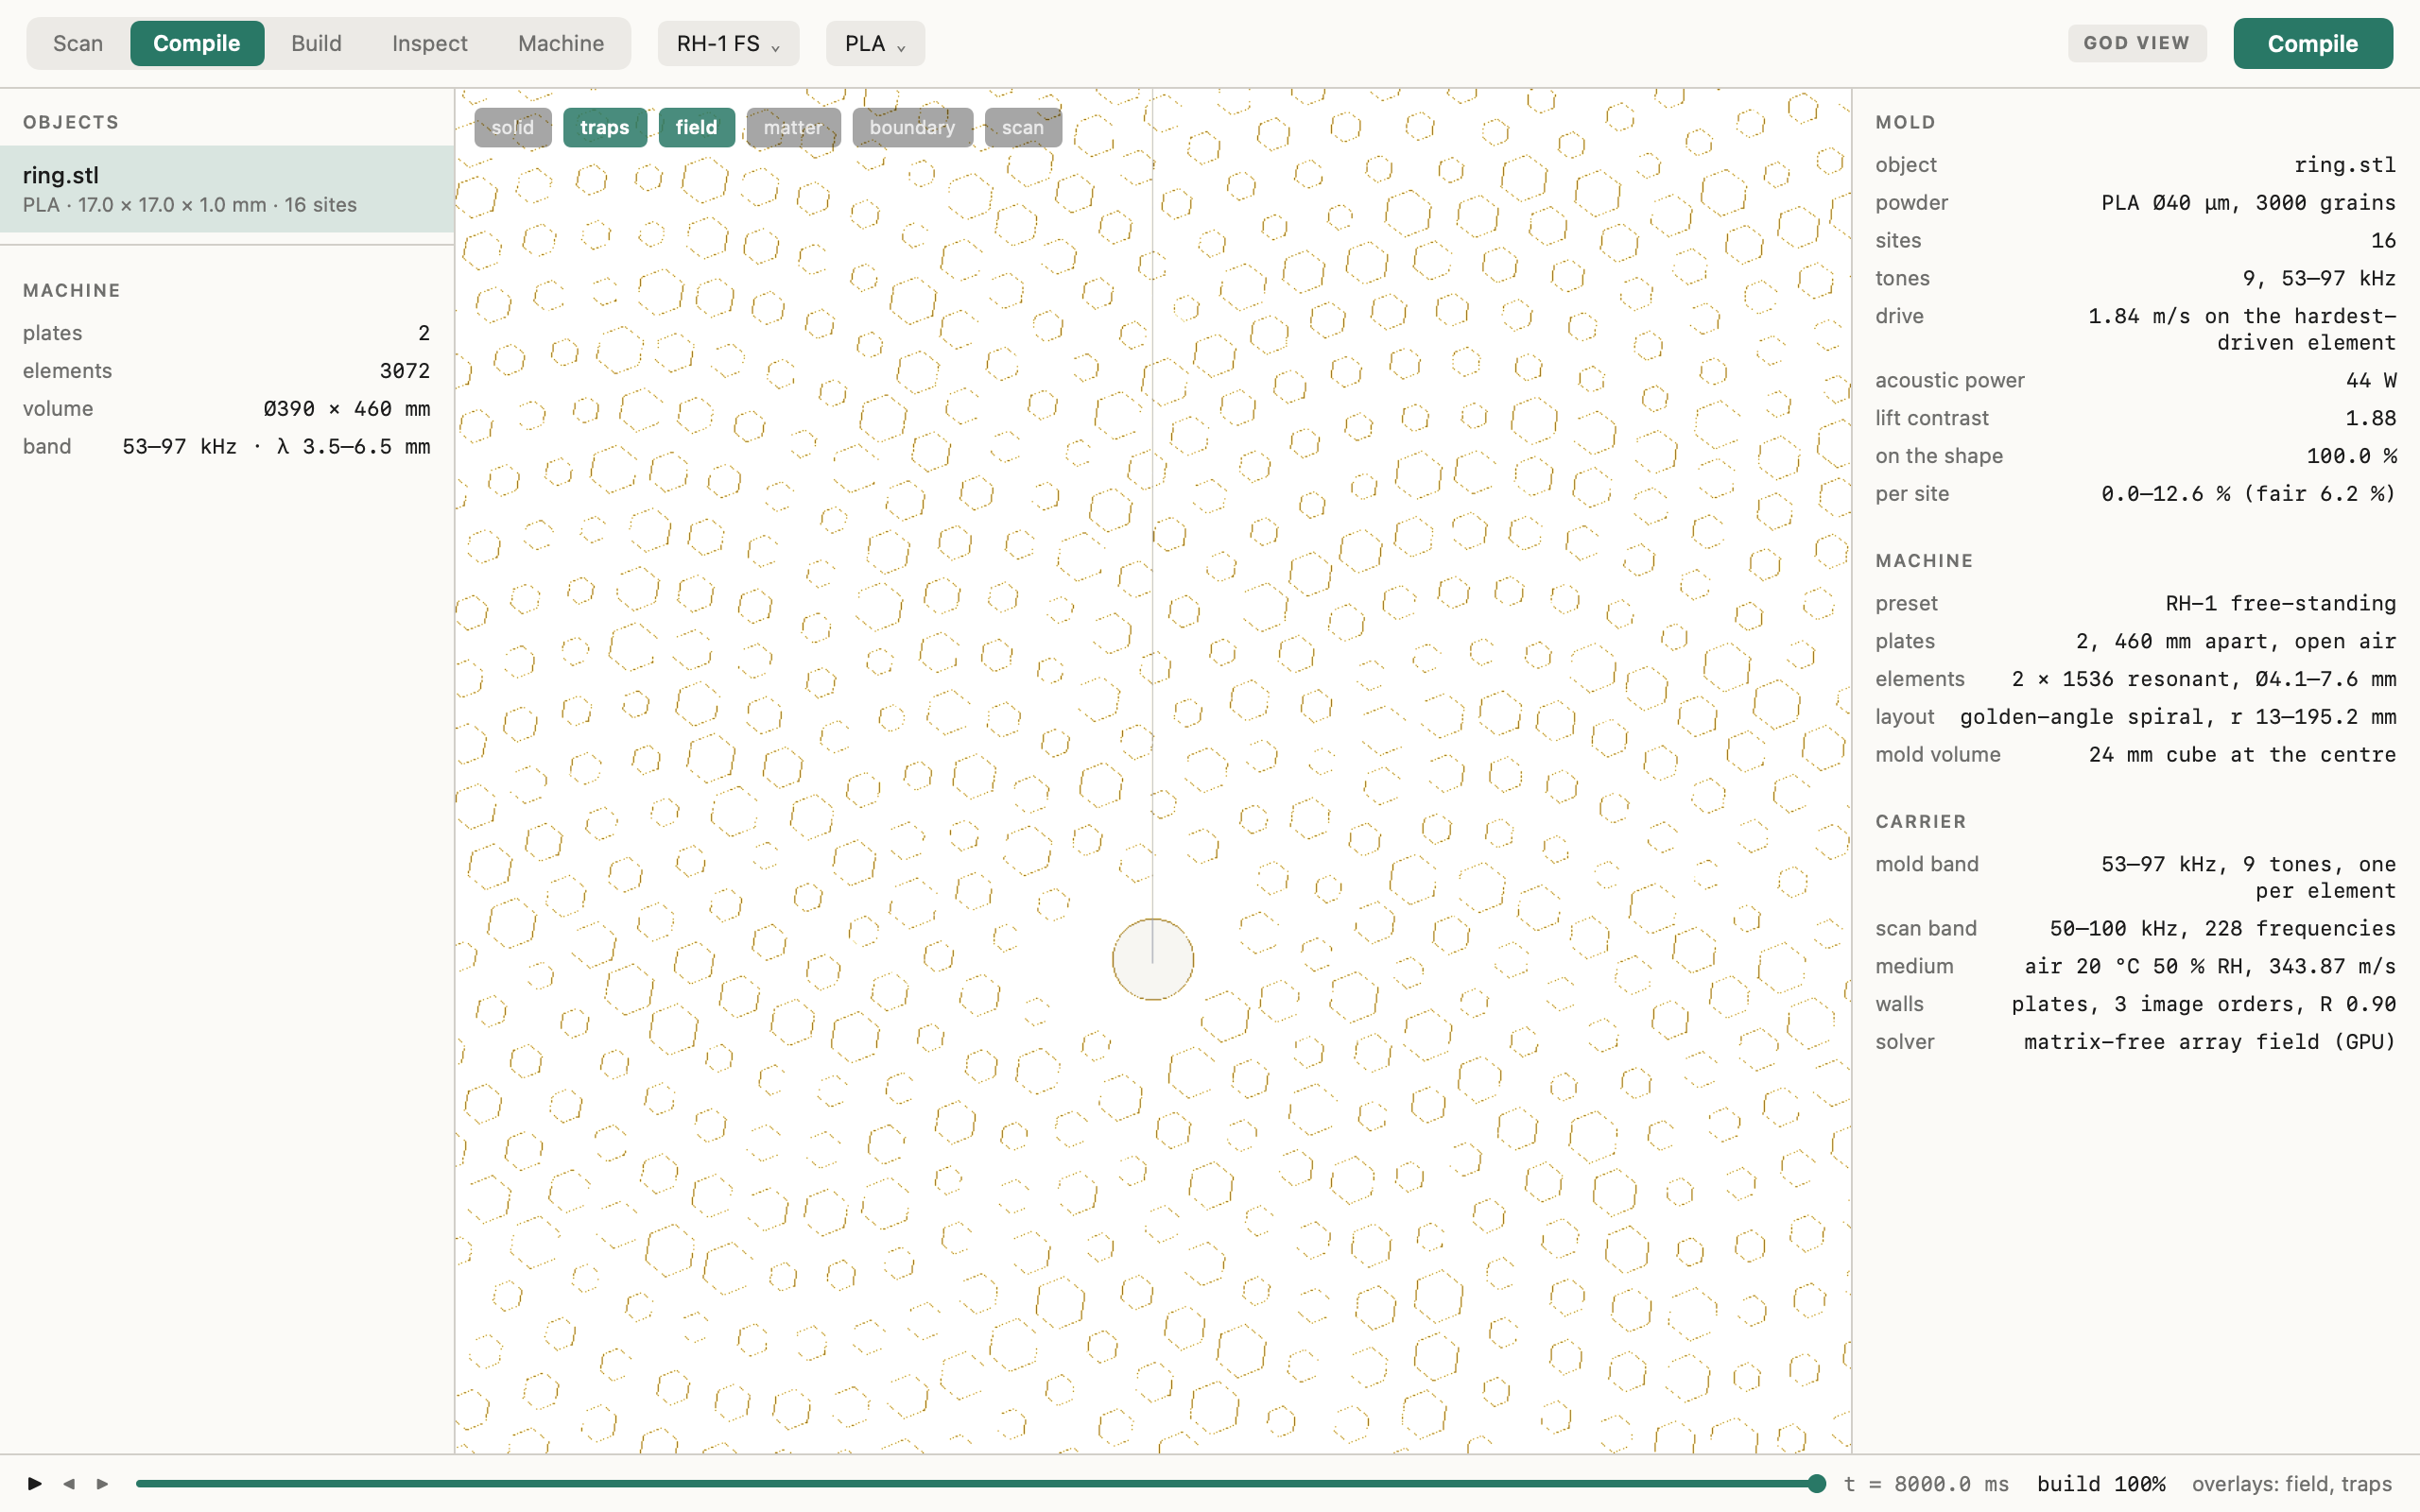 Scan Compile Build Inspect Machine RH-1 FS PLA GOD VIEW Compile
OBJECTS
ring.stl
PLA · 17.0 × 17.0 × 1.0 mm · 16 sites
MACHINE
plates 2
elements 3072
volume Ø390 × 460 mm
band 53–97 kHz · λ 3.5–6.5 mm
solid traps field matter boundary scan
MOLD
object ring.stl
powder PLA Ø40 μm, 3000 grains
sites 16
tones 9, 53–97 kHz
drive 1.84 m/s on the hardest-
driven element
acoustic power 44 W
lift contrast 1.88
on the shape 100.0 %
per site 0.0–12.6 % (fair 6.2 %)
MACHINE
preset RH-1 free-standing
plates 2, 460 mm apart, open air
elements 2 × 1536 resonant, Ø4.1–7.6 mm
layout golden-angle spiral, r 13–195.2 mm
mold volume 24 mm cube at the centre
CARRIER
mold band 53–97 kHz, 9 tones, one
per element
scan band 50–100 kHz, 228 frequencies
medium air 20 °C 50 % RH, 343.87 m/s
walls plates, 3 image orders, R 0.90
solver matrix-free array field (GPU)
t = 8000.0 ms build 100% overlays: field, traps